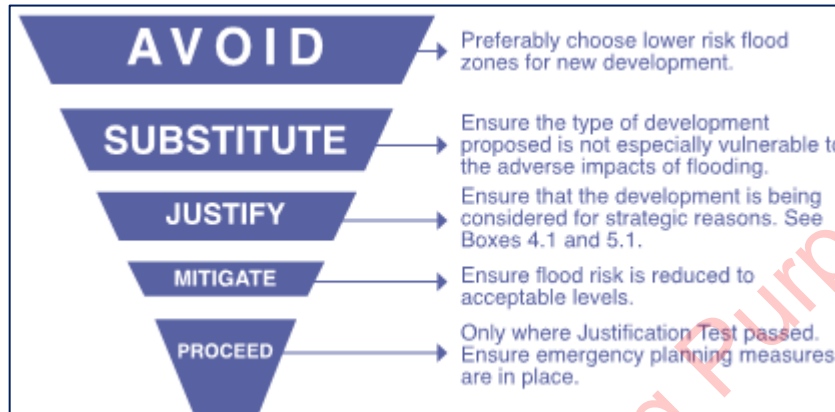 AVOID
Preferably choose lower risk flood
zones for new development.
SUBSTITUTE
Ensure the type of development
proposed is not especially vulnerable to
the adverse impacts of flooding.
JUSTIFY
Ensure that the development is being
considered for strategic reasons. See
Boxes 4.1 and 5.1.
MITIGATE
Ensure flood risk is reduced to
acceptable levels.
PROCEED
Only where Justification Test passed.
Ensure emergency planning measures
are in place.